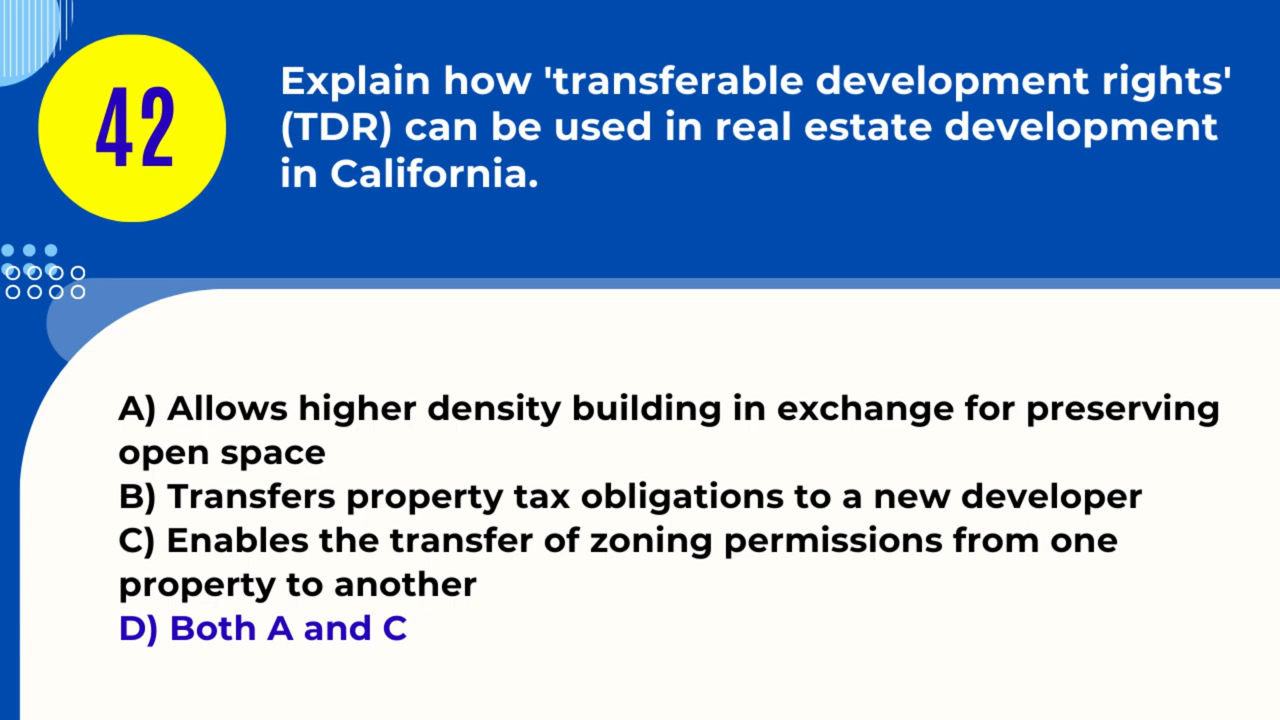 42
Explain how 'transferable development rights'
(TDR) can be used in real estate development
in California.
A) Allows higher density building in exchange for preserving
open space
B) Transfers property tax obligations to a new developer
C) Enables the transfer of zoning permissions from one
property to another
D) Both A and C